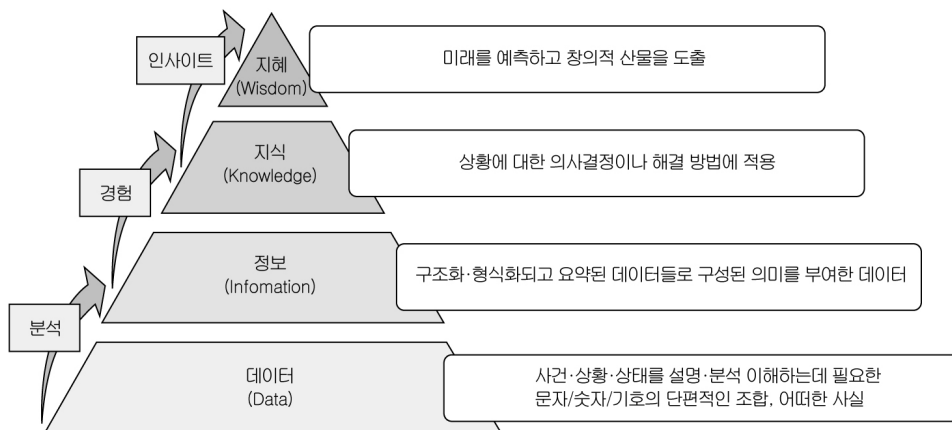 인사이트
지혜
(Wisdom)
미래를 예측하고 창의적 산물을 도출
경험
지식
(Knowledge)
상황에 대한 의사결정이나 해결 방법에 적용
분석
정보
(Infomation)
구조화·형식화되고 요약된 데이터들로 구성된 의미를 부여한 데이터
데이터
(Data)
사건·상황·상태를 설명·분석 이해하는데 필요한
문자/숫자/기호의 단편적인 조합, 어떠한 사실